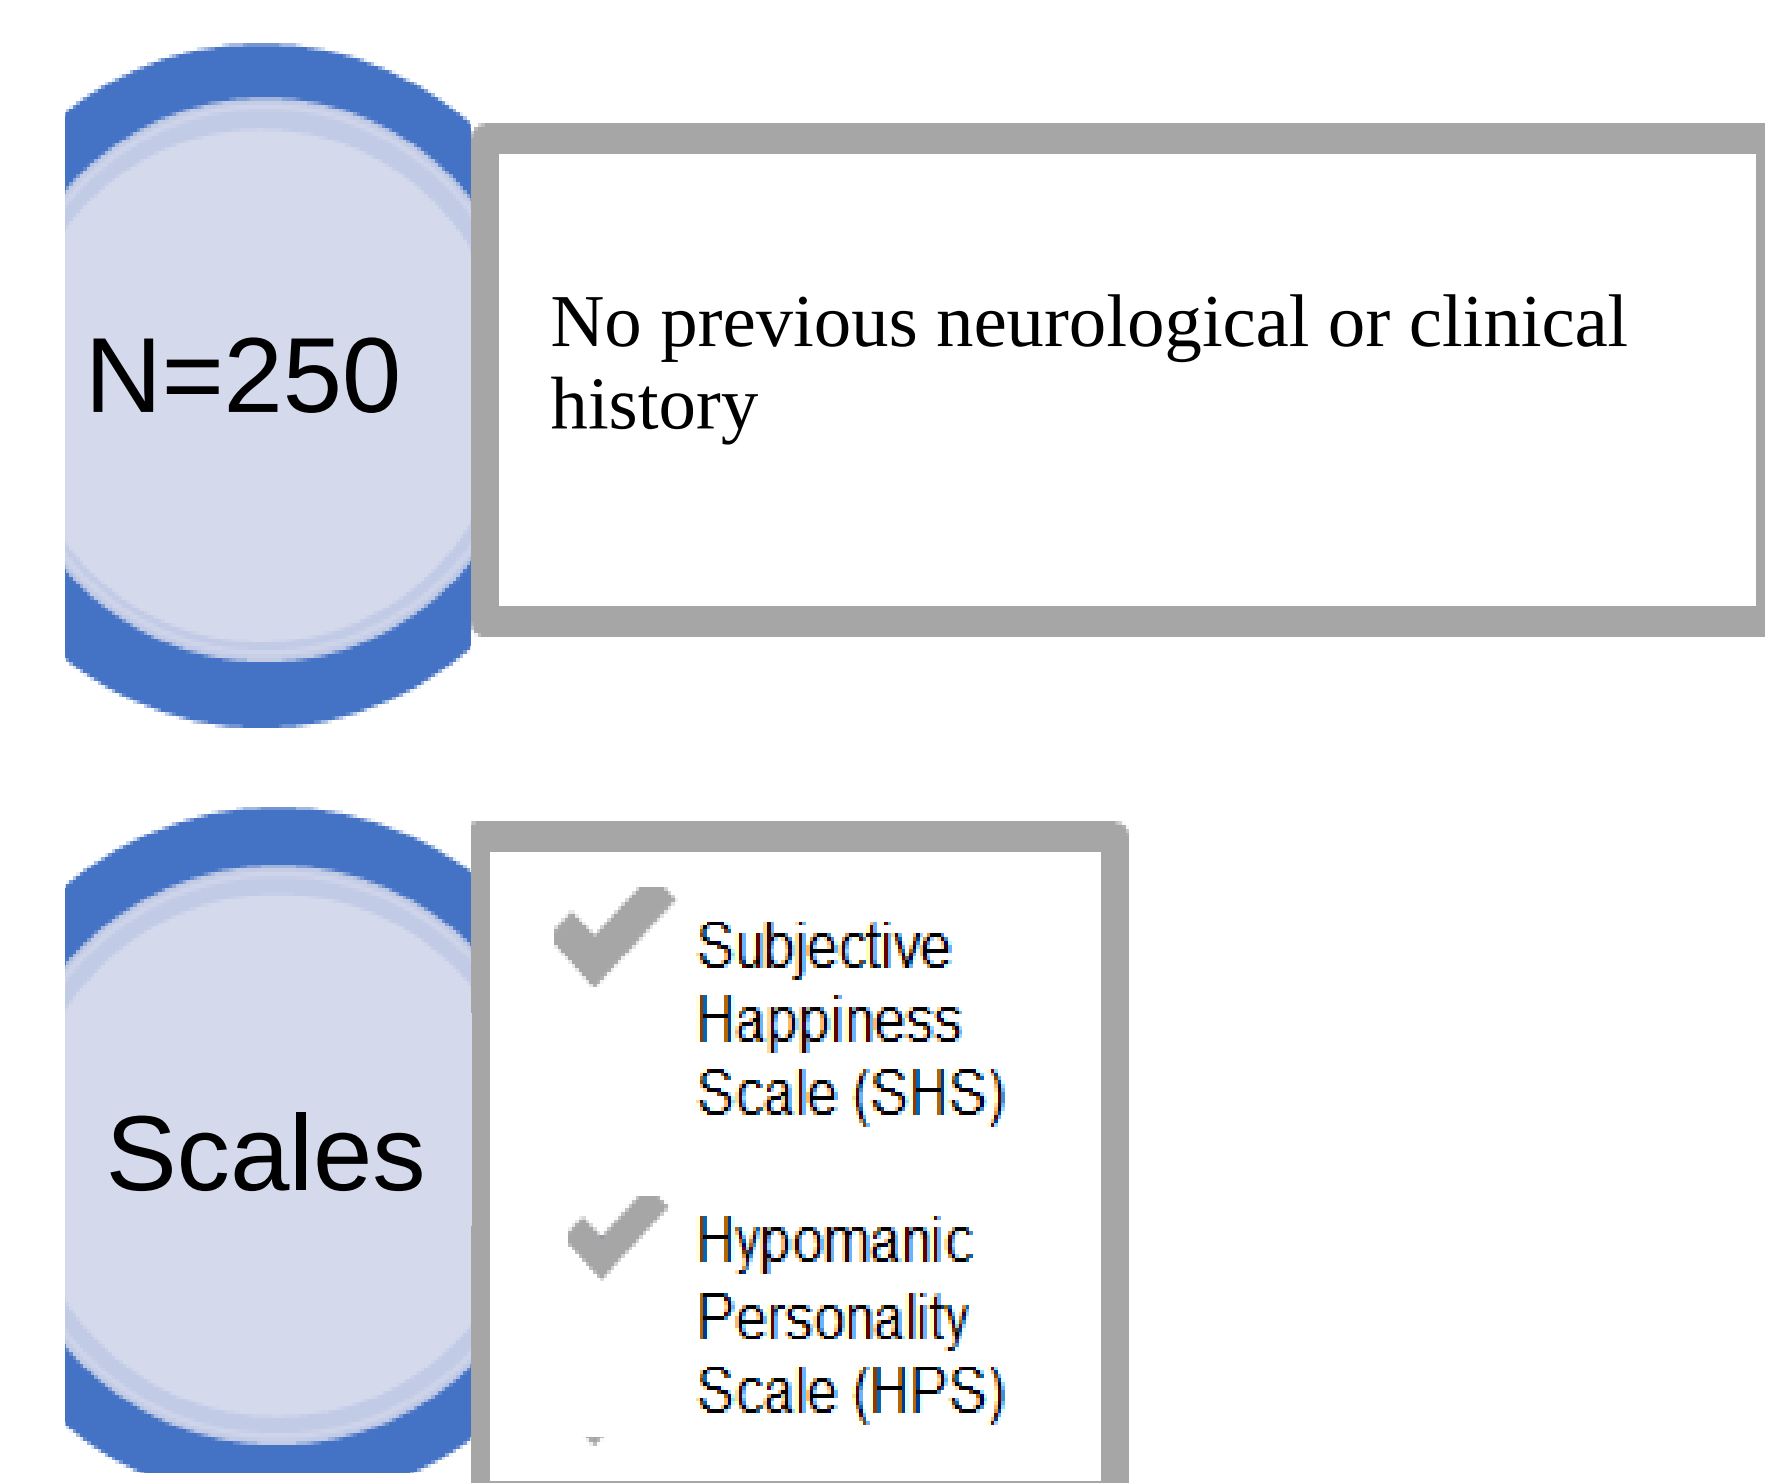 N=250
No previous neurological or clinical
history
Scales
Subjective
Happiness
Scale (SHS)
Hypomanic
Personality
Scale (HPS)